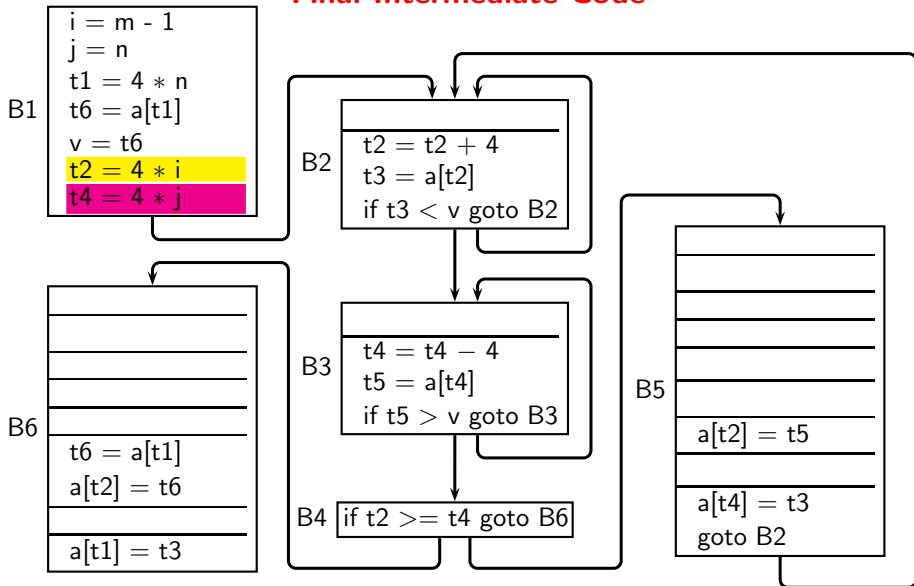 Final Intermediate Code
B1
i = m - 1
j = n
t1 = 4 ∗ n
t6 = a[t1]
v = t6
t2 = 4 ∗ i
t4 = 4 ∗ j
B2
t2 = t2 + 4
t3 = a[t2]
if t3 < v goto B2
B3
t4 = t4 − 4
t5 = a[t4]
if t5 > v goto B3
B4
if t2 >= t4 goto B6
B5
a[t2] = t5
a[t4] = t3
goto B2
B6
t6 = a[t1]
a[t2] = t6
a[t1] = t3